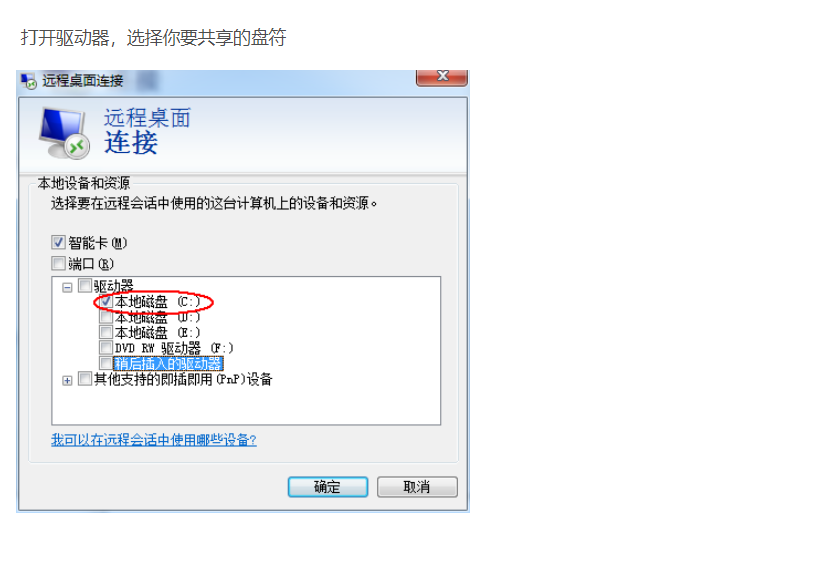 打开驱动器，选择你要共享的盘符
远程桌面连接
远程桌面
连接
本地设备和资源
选择要在远程会话中使用的这台计算机上的设备和资源。
智能卡(M)
端口(R)
驱动器
本地磁盘 (C:)
本地磁盘 (D:)
本地磁盘 (E:)
DVD RW 驱动器 (F:)
稍后插入的驱动器
其他支持的即插即用(PnP)设备
我可以在远程会话中使用哪些设备?
确定 取消